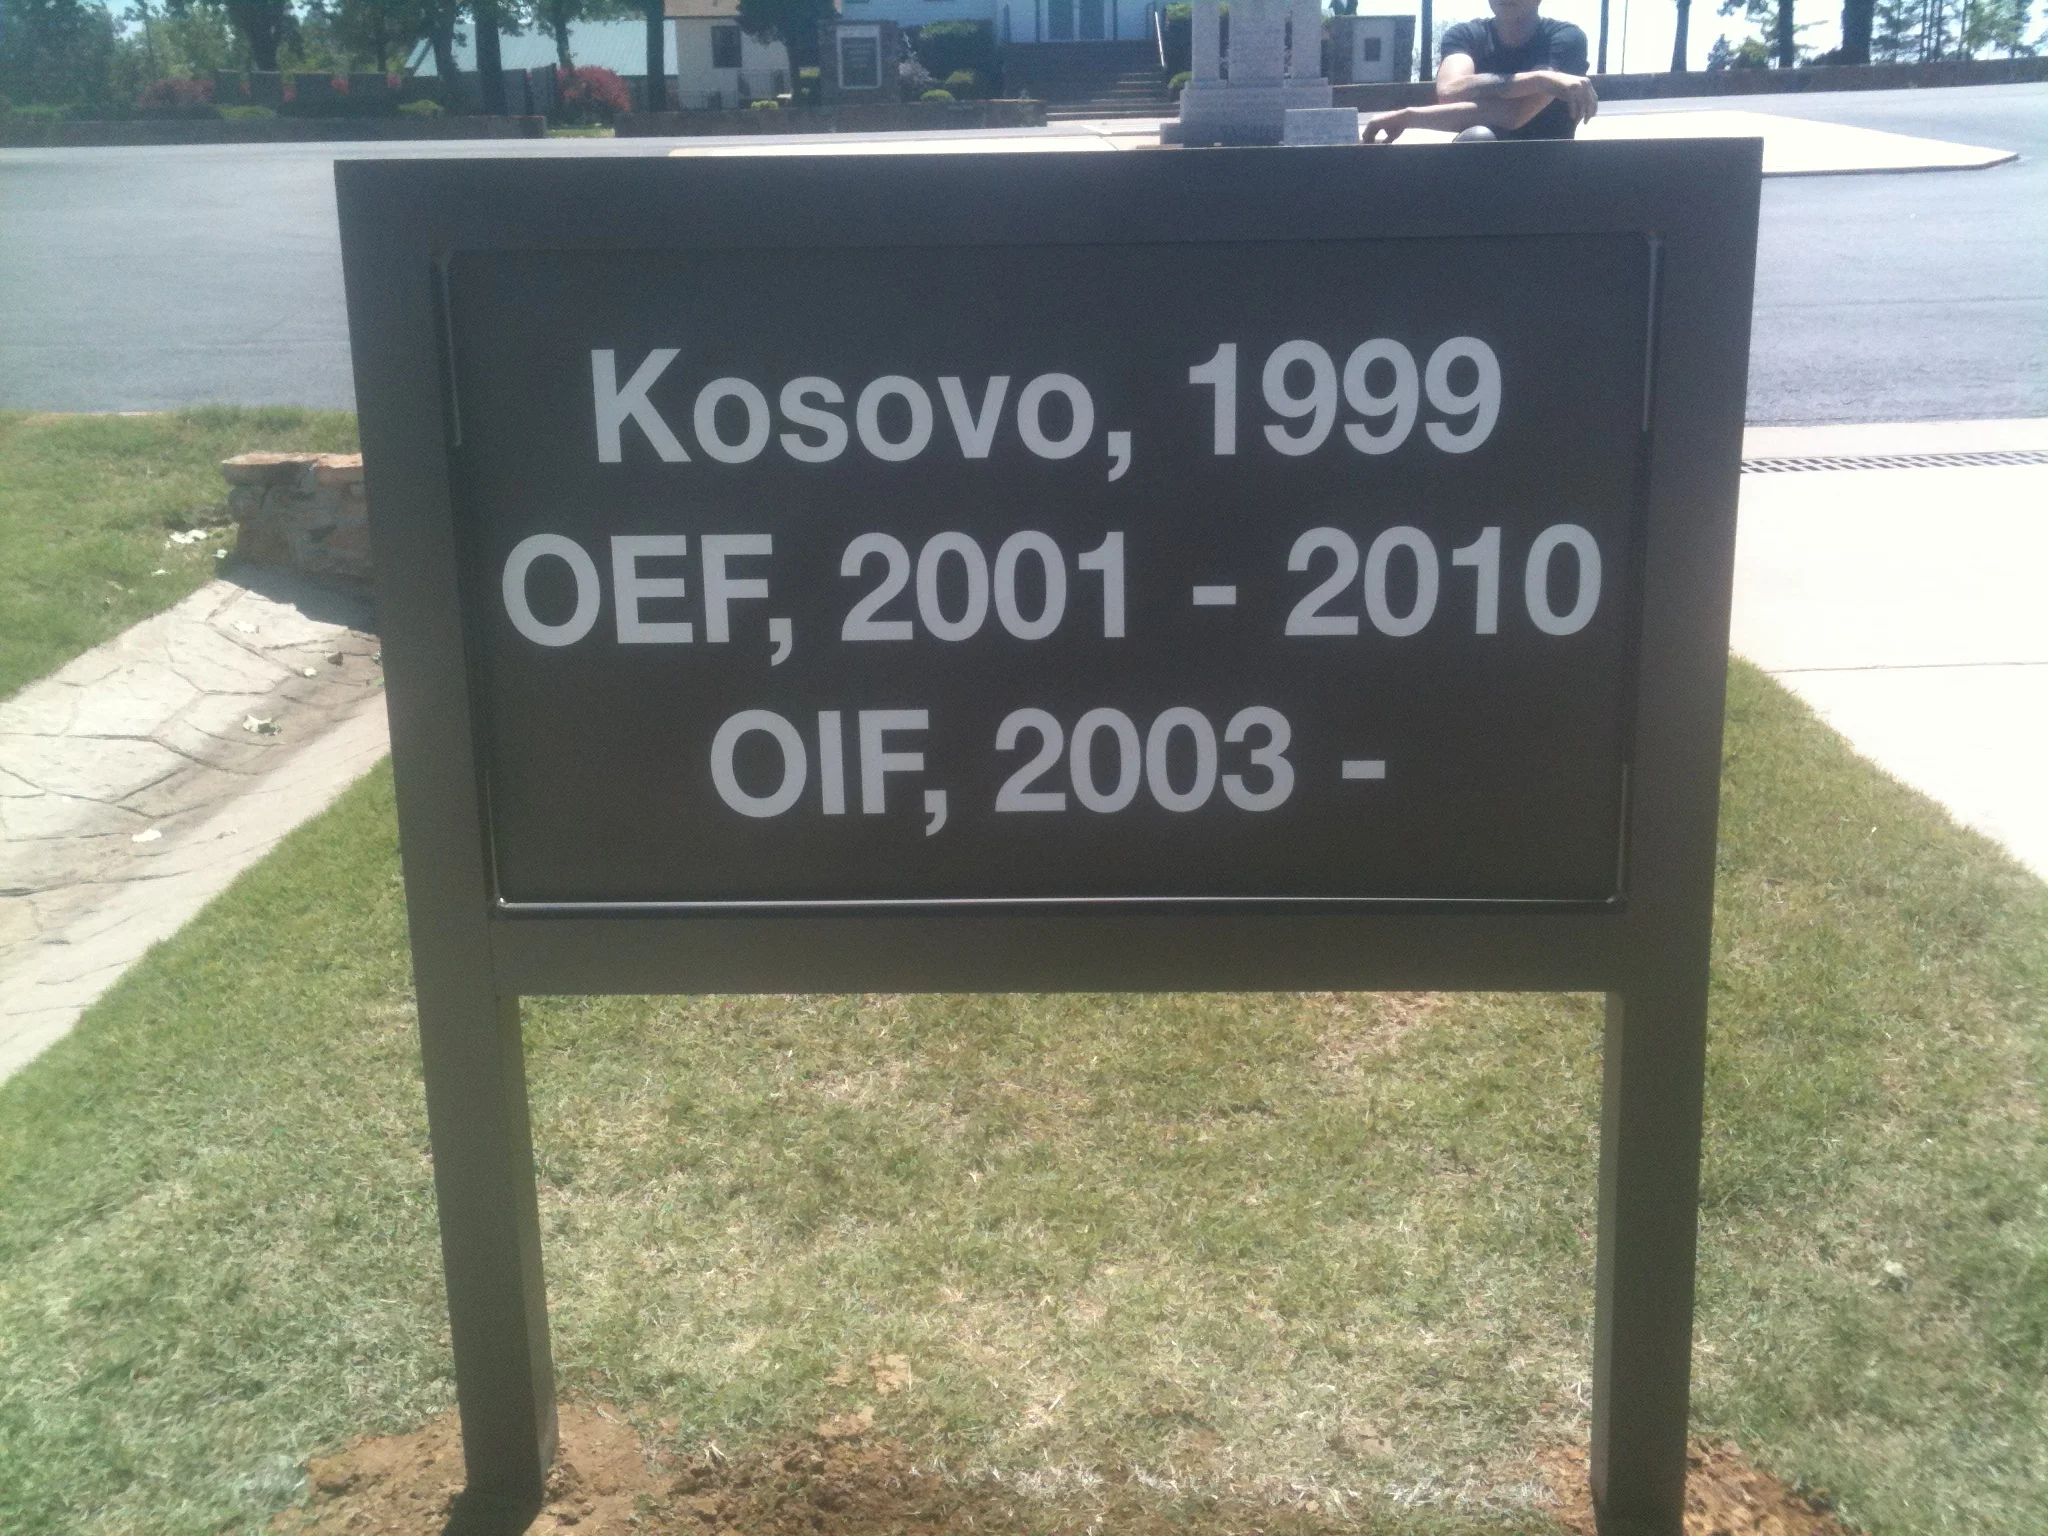 Kosovo, 1999
OEF, 2001 - 2010
OIF, 2003 -